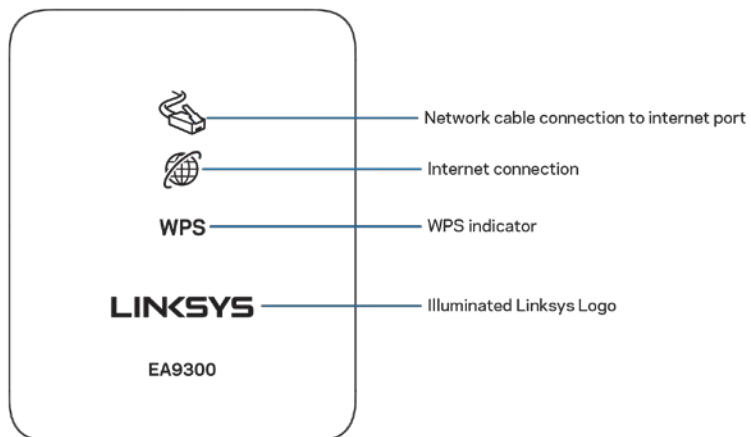 Network cable connection to internet port
Internet connection
WPS WPS indicator
LINKSYS Illuminated Linksys Logo
EA9300